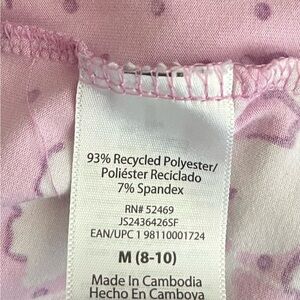 93% Recycled Polyester/
Poliéster Reciclado
7% Spandex
RN# 52469
JS2436426SF
EAN/UPC 1 98110001724
M (8-10)
Made In Cambodia
Hecho En Camboya